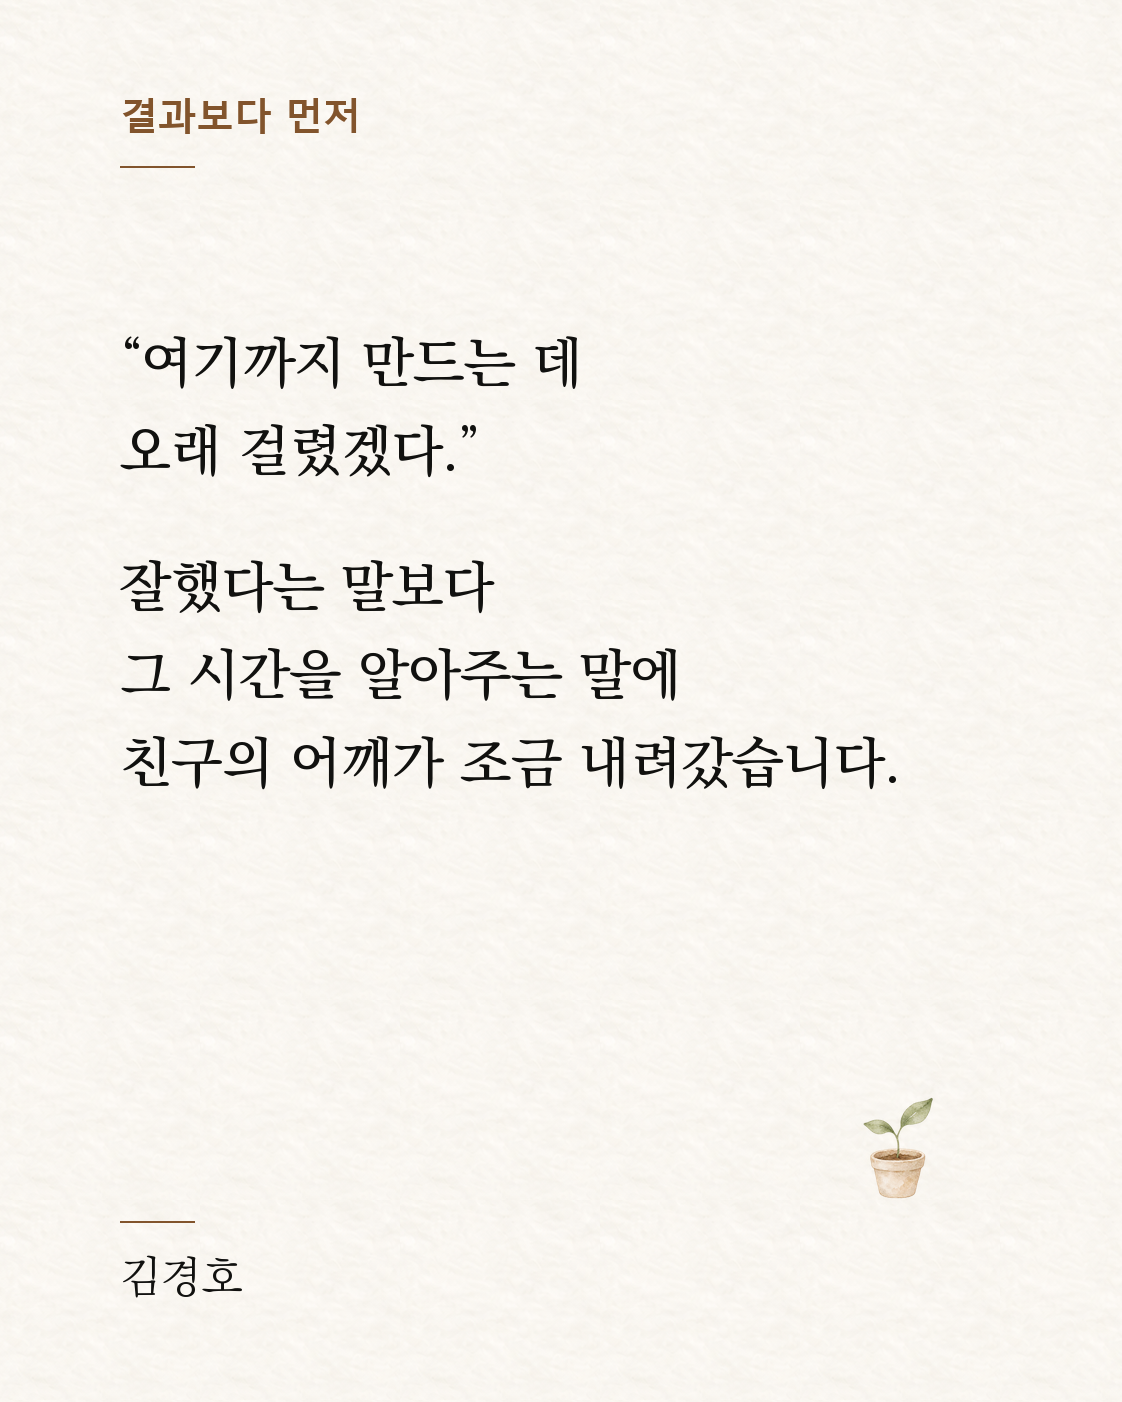 결과보다 먼저
“여기까지 만드는 데
오래 걸렸겠다.”
잘했다는 말보다
그 시간을 알아주는 말에
친구의 어깨가 조금 내려갔습니다.
김경호